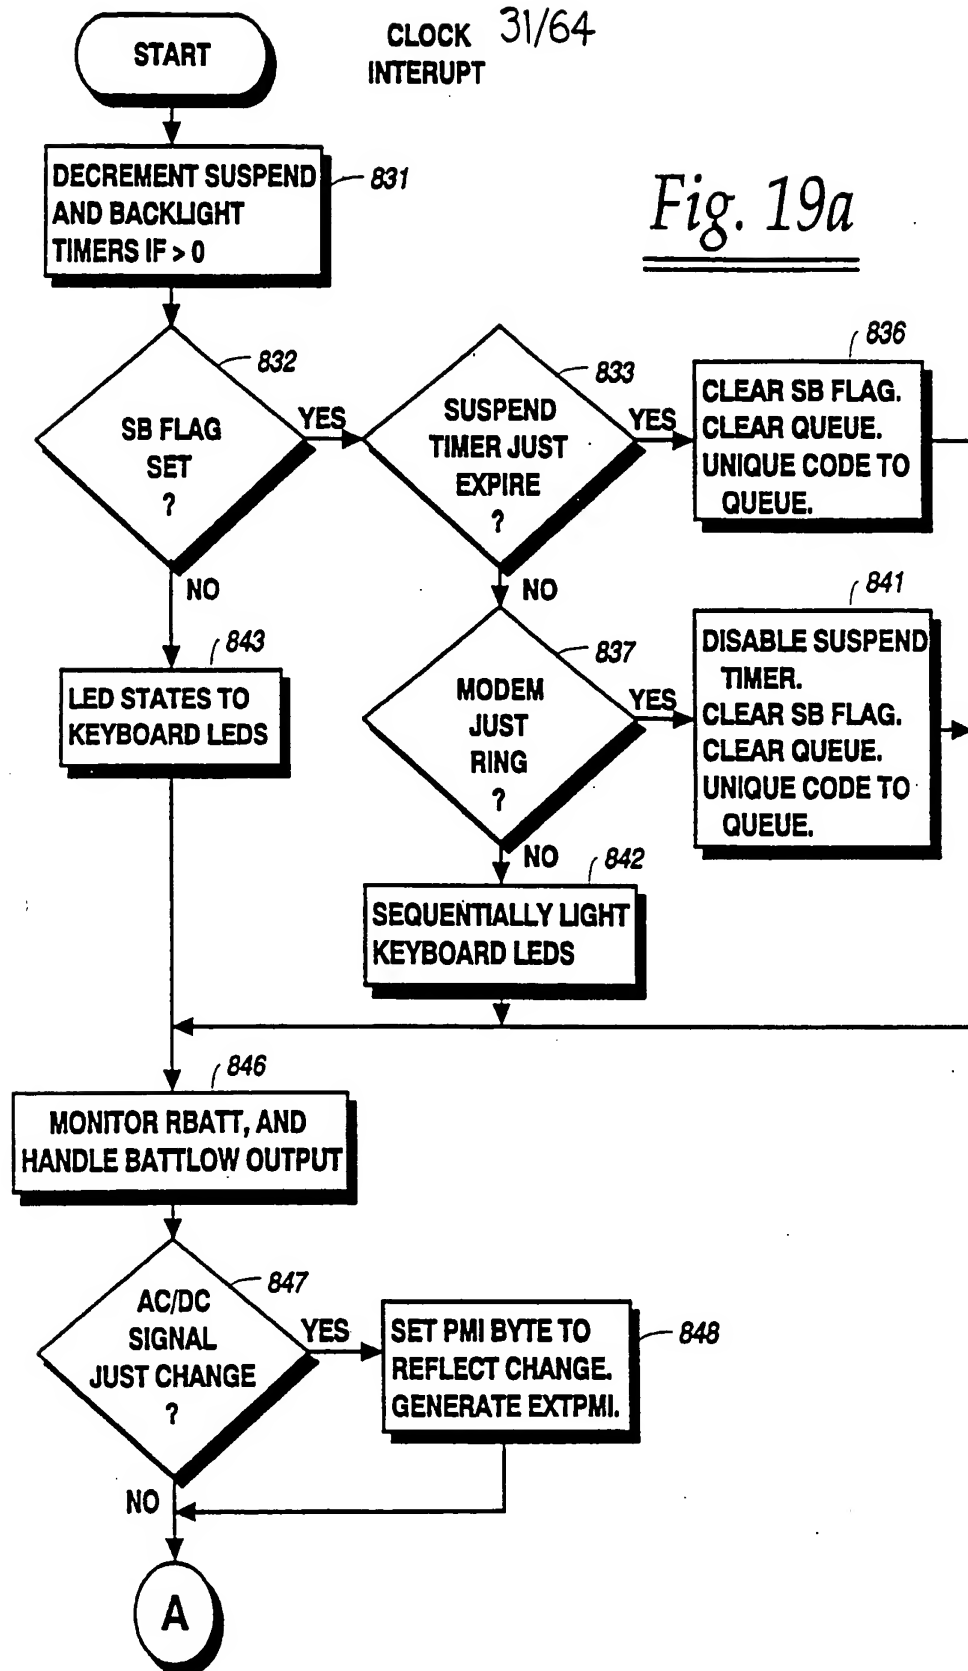 START
CLOCK 31/64
INTERUPT
DECREMENT SUSPEND
AND BACKLIGHT
TIMERS IF > 0
831
Fig. 19a
832
SB FLAG
SET
?
YES
NO
833
SUSPEND
TIMER JUST
EXPIRE
?
YES
NO
836
CLEAR SB FLAG.
CLEAR QUEUE.
UNIQUE CODE TO
QUEUE.
843
LED STATES TO
KEYBOARD LEDS
837
MODEM
JUST
RING
?
YES
NO
841
DISABLE SUSPEND
TIMER.
CLEAR SB FLAG.
CLEAR QUEUE.
UNIQUE CODE TO
QUEUE.
842
SEQUENTIALLY LIGHT
KEYBOARD LEDS
846
MONITOR RBATT, AND
HANDLE BATTLOW OUTPUT
847
AC/DC
SIGNAL
JUST CHANGE
?
YES
NO
SET PMI BYTE TO
REFLECT CHANGE.
GENERATE EXTPMI.
848
A